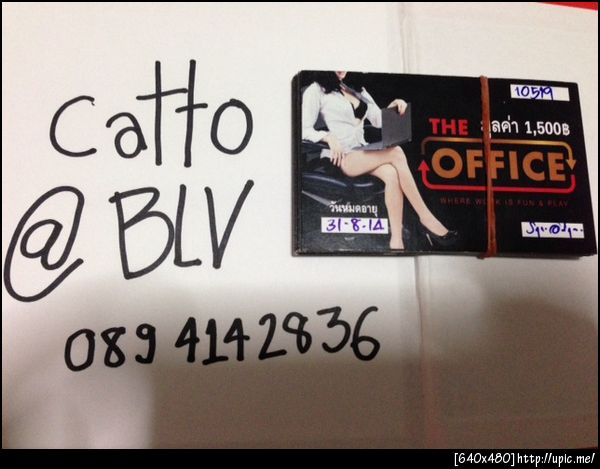 Catto
@ BLV
089 4142836
10519
THE มูลค่า 1,500฿
OFFICE
WHERE WORK IS FUN & PLAY
วันหมดอายุ
31-8-14
[640x480]http://upic.me/